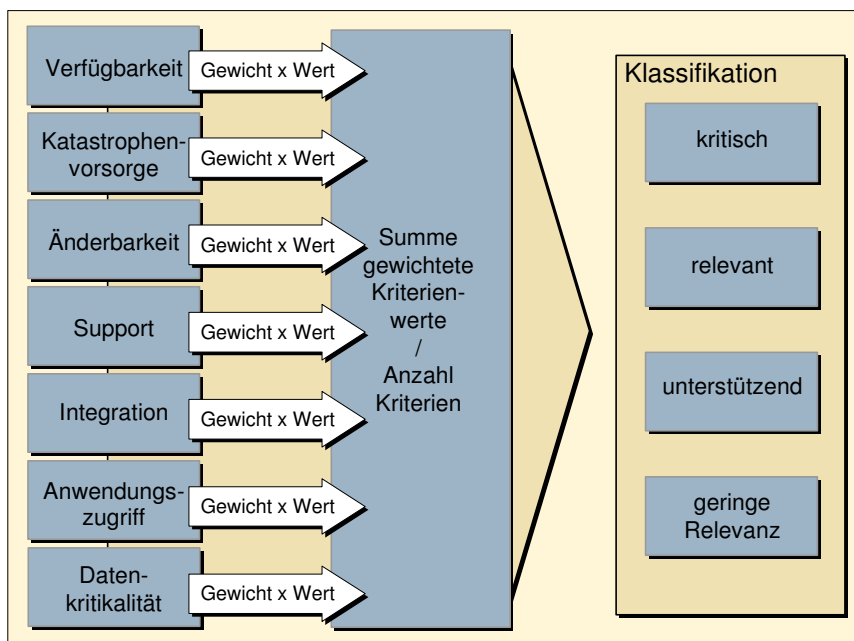 Verfügbarkeit
Gewicht x Wert
Katastrophen-
vorsorge
Gewicht x Wert
Änderbarkeit
Gewicht x Wert
Support
Gewicht x Wert
Integration
Gewicht x Wert
Anwendungs-
zugriff
Gewicht x Wert
Daten-
kritikalität
Gewicht x Wert
Summe
gewichtete
Kriterien-
werte
/
Anzahl
Kriterien
Klassifikation
kritisch
relevant
unterstützend
geringe
Relevanz